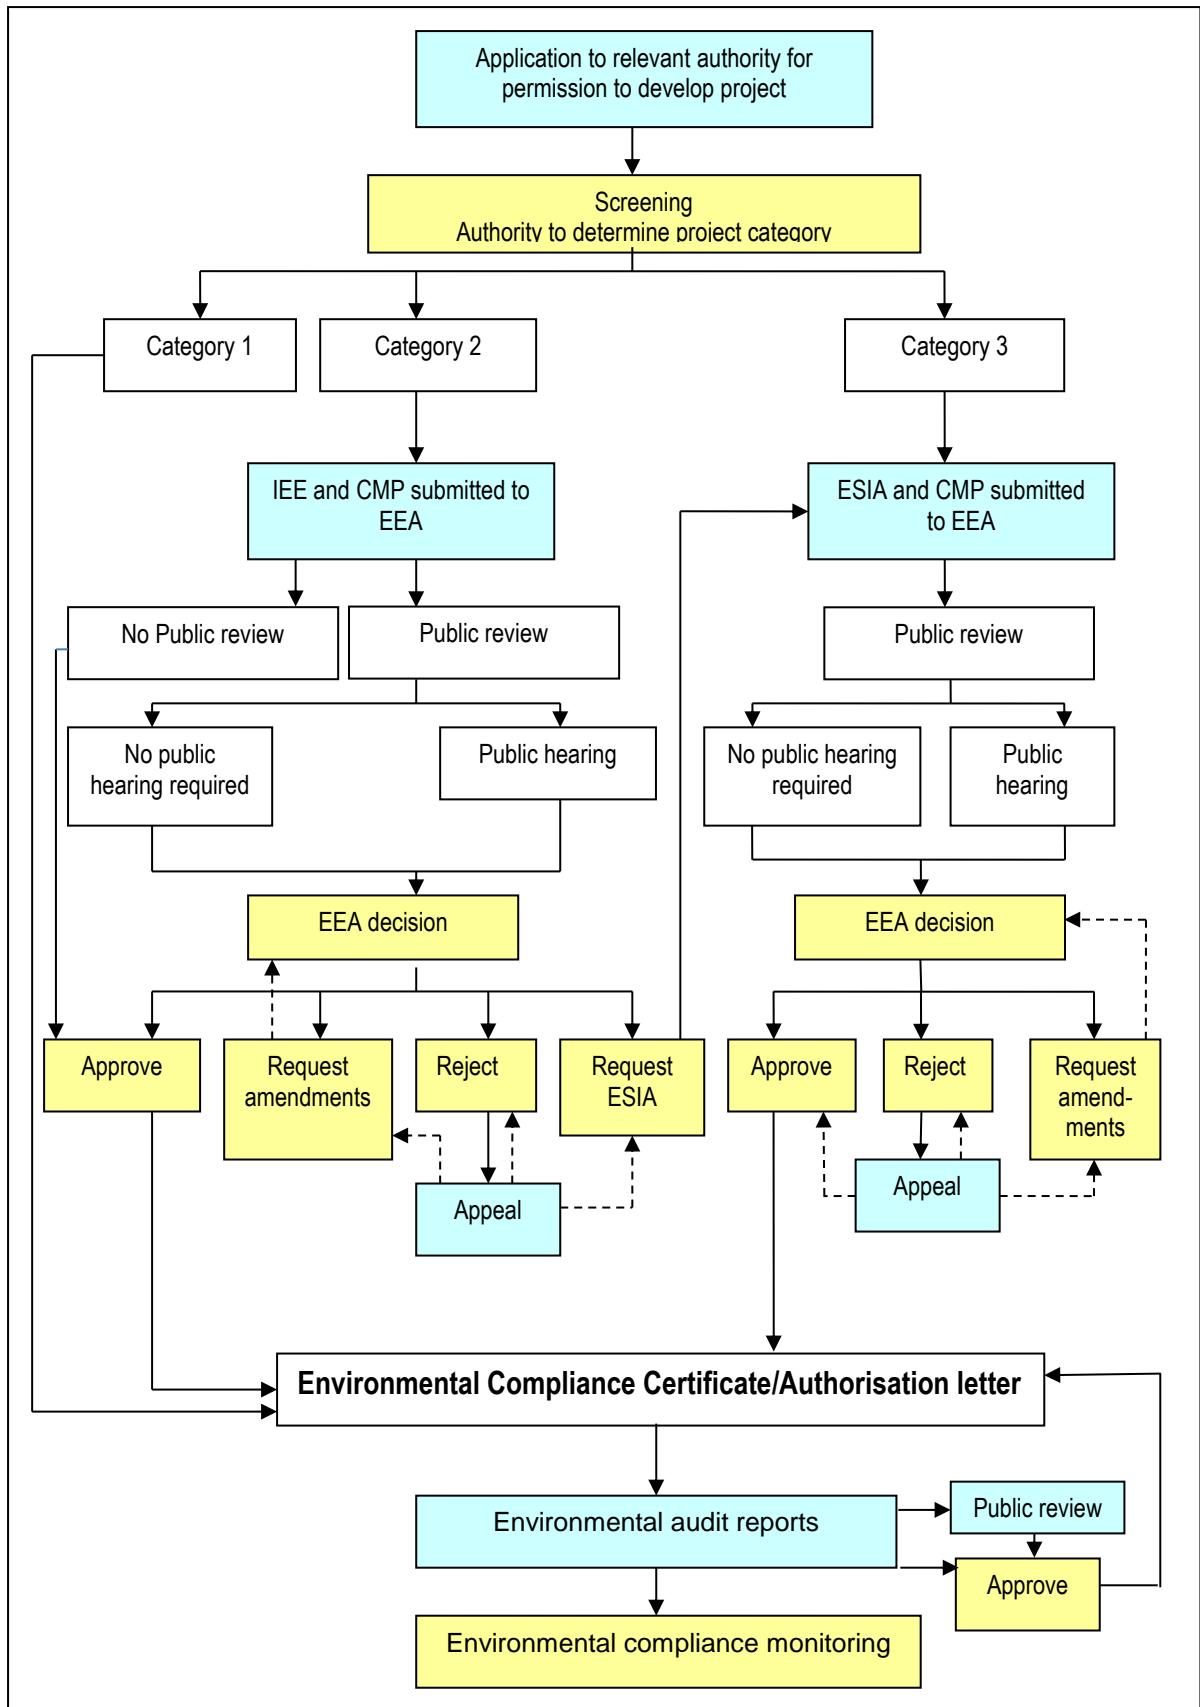 Application to relevant authority for
permission to develop project
Screening
Authority to determine project category
Category 1
Category 2
Category 3
IEE and CMP submitted to
EEA
ESIA and CMP submitted
to EEA
No Public review
Public review
Public review
No public
hearing required
Public hearing
No public hearing
required
Public
hearing
EEA decision
EEA decision
Approve
Request
amendments
Reject
Request
ESIA
Approve
Reject
Request
amend-
ments
Appeal
Appeal
Environmental Compliance Certificate/Authorisation letter
Environmental audit reports
Public review
Approve
Environmental compliance monitoring